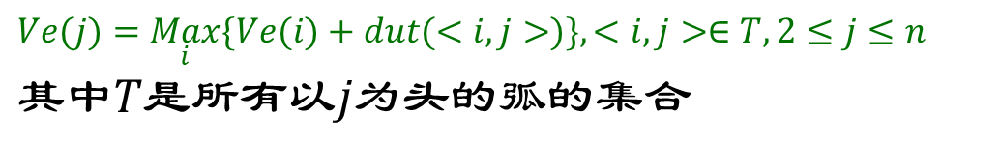 Ve(j) = Max{Ve(i) + dut(< i, j >)}, < i, j >∈ T, 2 ≤ j ≤ n
i
其中T是所有以j为头的弧的集合